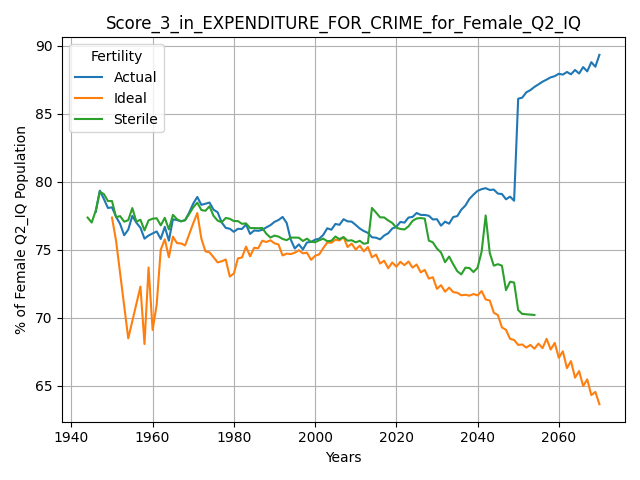 Score_3_in_EXPENDITURE_FOR_CRIME_for_Female_Q2_IQ
% of Female Q2_IQ Population
90
85
80
75
70
65
Fertility
Actual
Ideal
Sterile
1940 1960 1980 2000 2020 2040 2060
Years